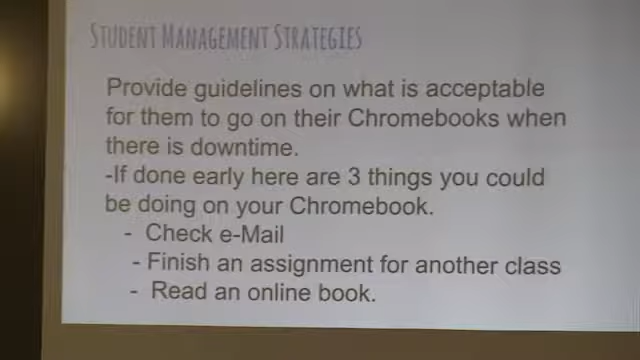 Student Management Strategies
Provide guidelines on what is acceptable
for them to go on their Chromebooks when
there is downtime.
-If done early here are 3 things you could
be doing on your Chromebook.
- Check e-Mail
- Finish an assignment for another class
- Read an online book.